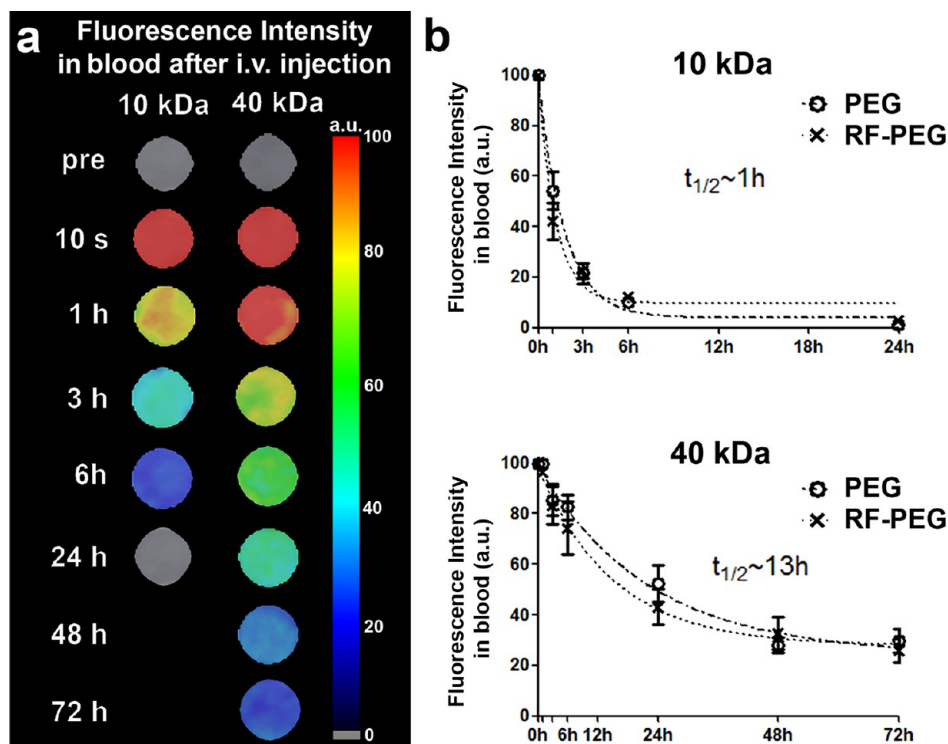 a
Fluorescence Intensity
in blood after i.v. injection
10 kDa 40 kDa
a.u.
pre
10 s
1 h
3 h
6h
24 h
48 h
72 h
100
80
60
40
20
0
b
10 kDa
PEG
RF-PEG
t1/2~1h
Fluorescence Intensity
in blood (a.u.)
100
80
60
40
20
0
0h 3h 6h 12h 18h 24h
40 kDa
PEG
RF-PEG
t1/2~13h
Fluorescence Intensity
in blood (a.u.)
100
80
60
40
20
0
0h 6h 12h 24h 48h 72h